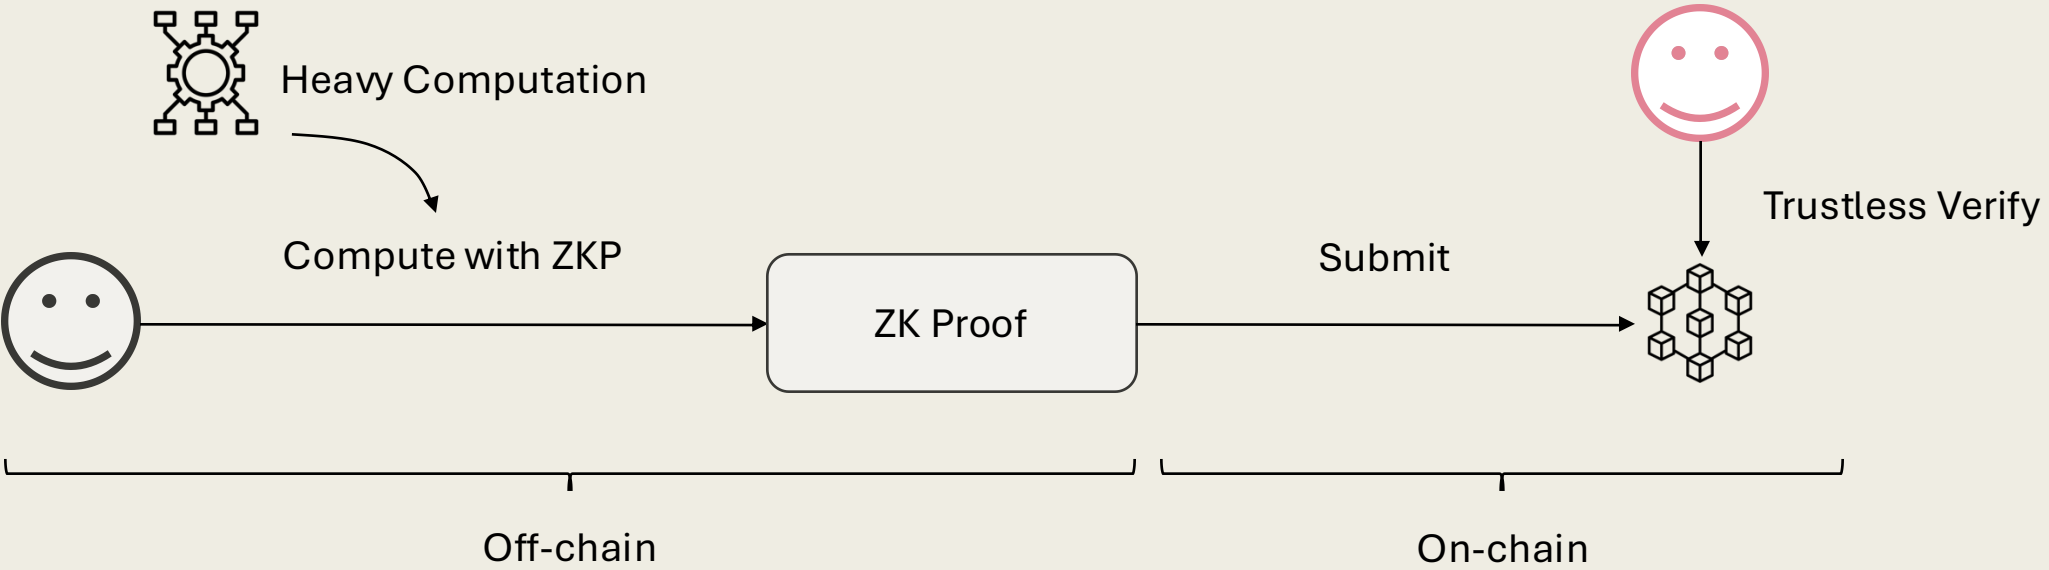 Heavy Computation
Trustless Verify
Compute with ZKP
Submit
ZK Proof
Off-chain
On-chain